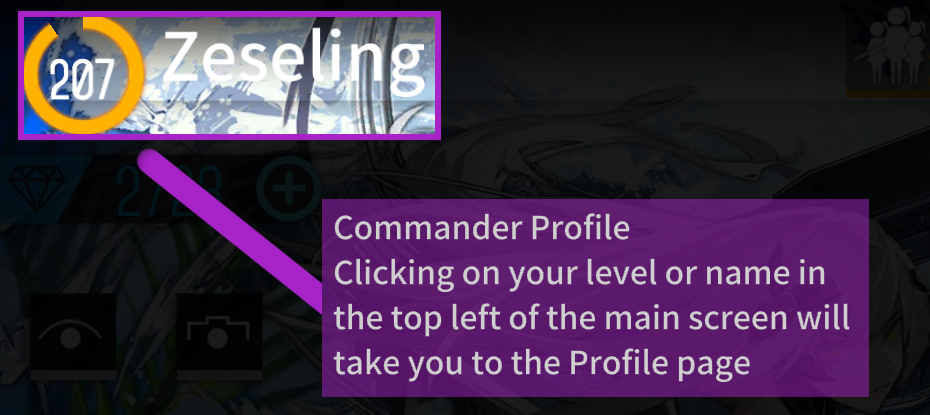 207 Zeseling
Commander Profile
Clicking on your level or name in
the top left of the main screen will
take you to the Profile page